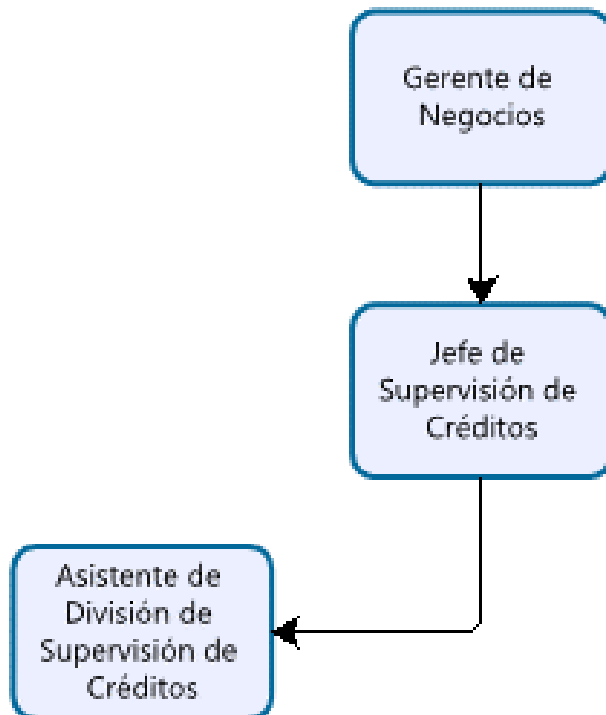 Gerente de
Negocios
Jefe de
Supervisión de
Créditos
Asistente de
División de
Supervisión de
Créditos